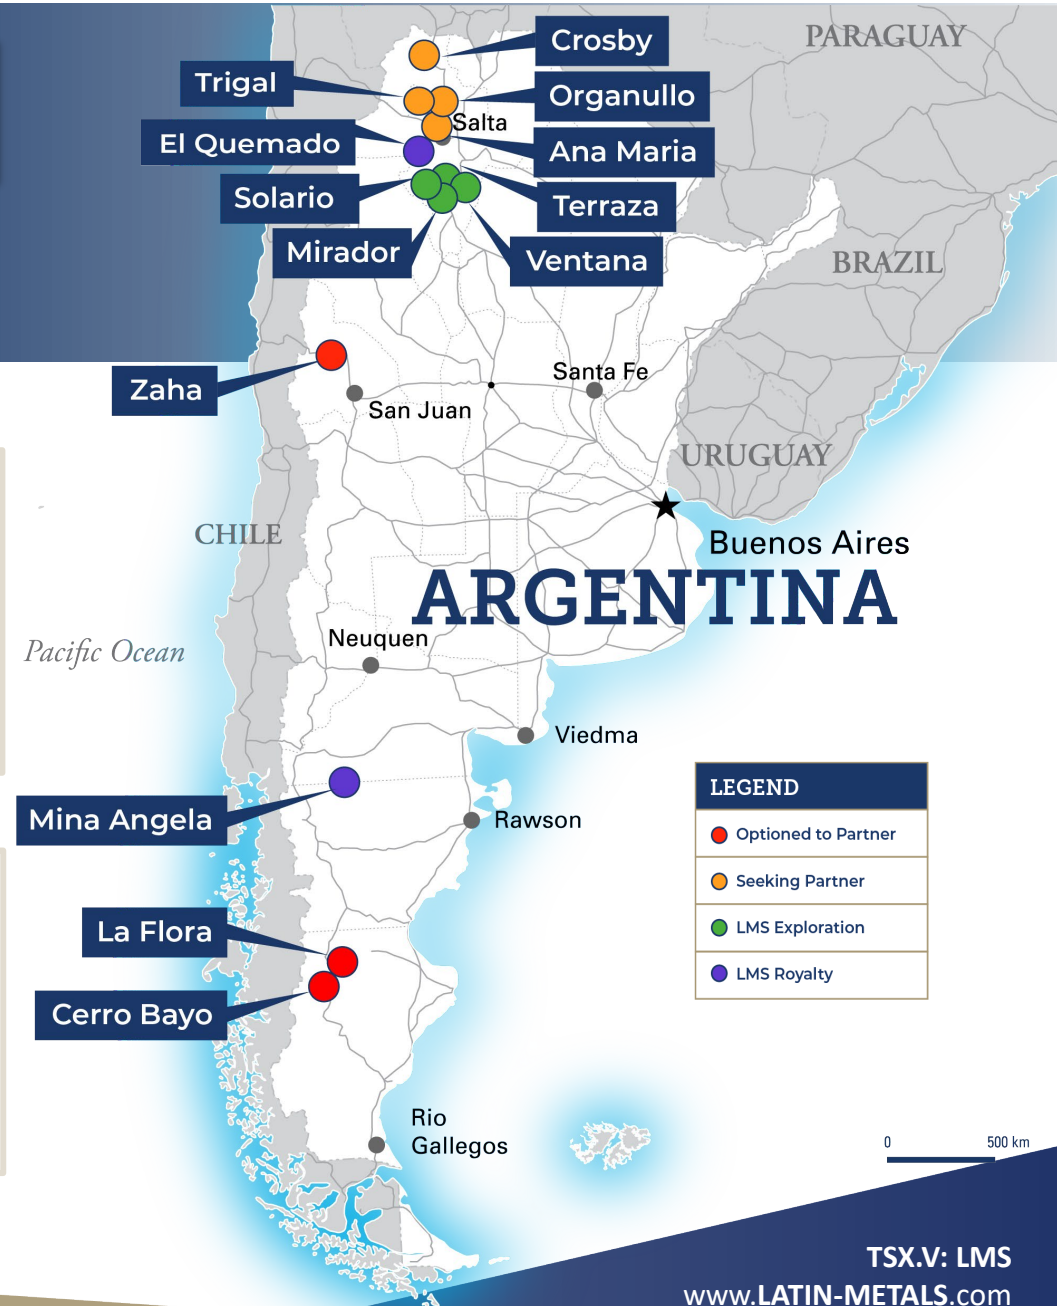 Crosby
PARAGUAY
Trigal
Organullo
Salta
El Quemado
Ana Maria
Solario
Terraza
Mirador
Ventana
BRAZIL
Zaha
Santa Fe
San Juan
URUGUAY
CHILE
Buenos Aires
ARGENTINA
Neuquen
Pacific Ocean
Viedma
Mina Angela
Rawson
LEGEND
Optioned to Partner
Seeking Partner
LMS Exploration
LMS Royalty
La Flora
Cerro Bayo
Rio
Gallegos
0 500 km
TSX.V: LMS
www.LATIN-METALS.com